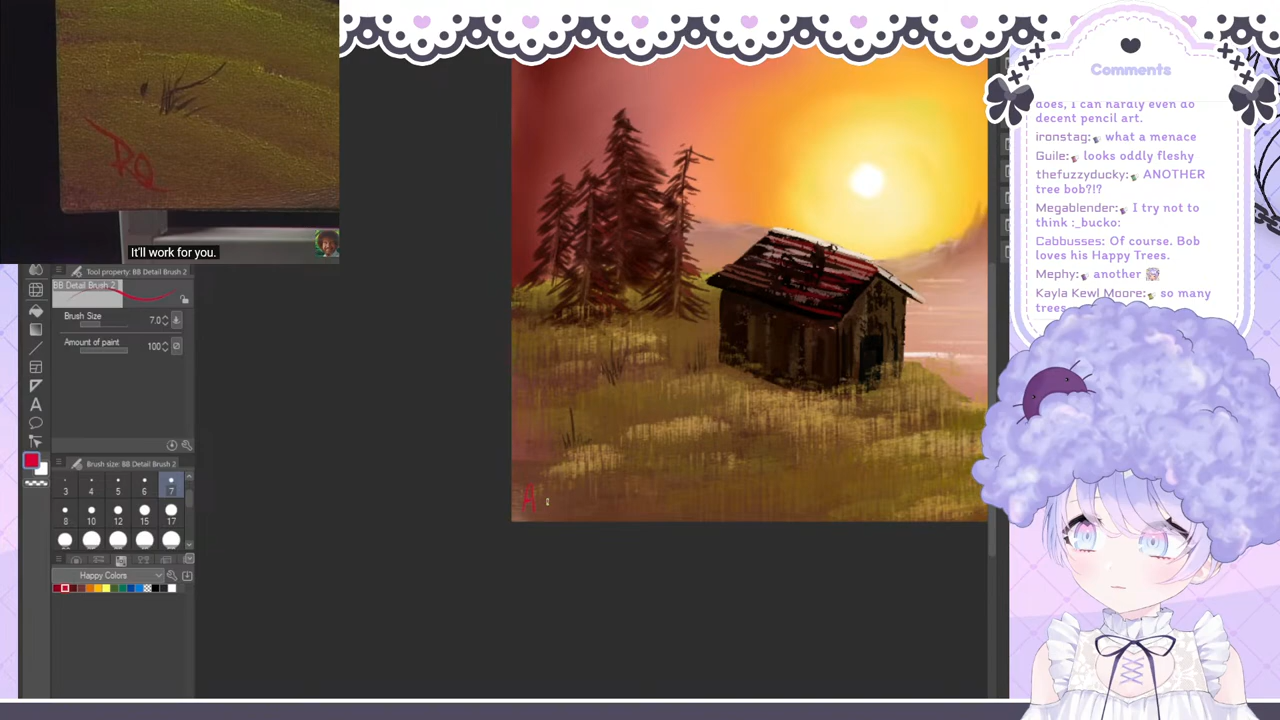 RO
It'll work for you.
Tool property: BB Detail Brush 2
BB Detail Brush 2
Brush Size 7.0
Amount of paint 100
Brush size: BB Detail Brush 2
3 4 5 6 7
8 10 12 15 17
Happy Colors
A
Comments
does, I can hardly even do
decent pencil art.
ironstag: what a menace
Guile: looks oddly fleshy
thefuzzyducky: ANOTHER
tree bob?!?
Megablender: I try not to
think :_bucko:
Cabbusses: Of course. Bob
loves his Happy Trees.
Mephy: another
Kayla Kewl Moore: so many
trees